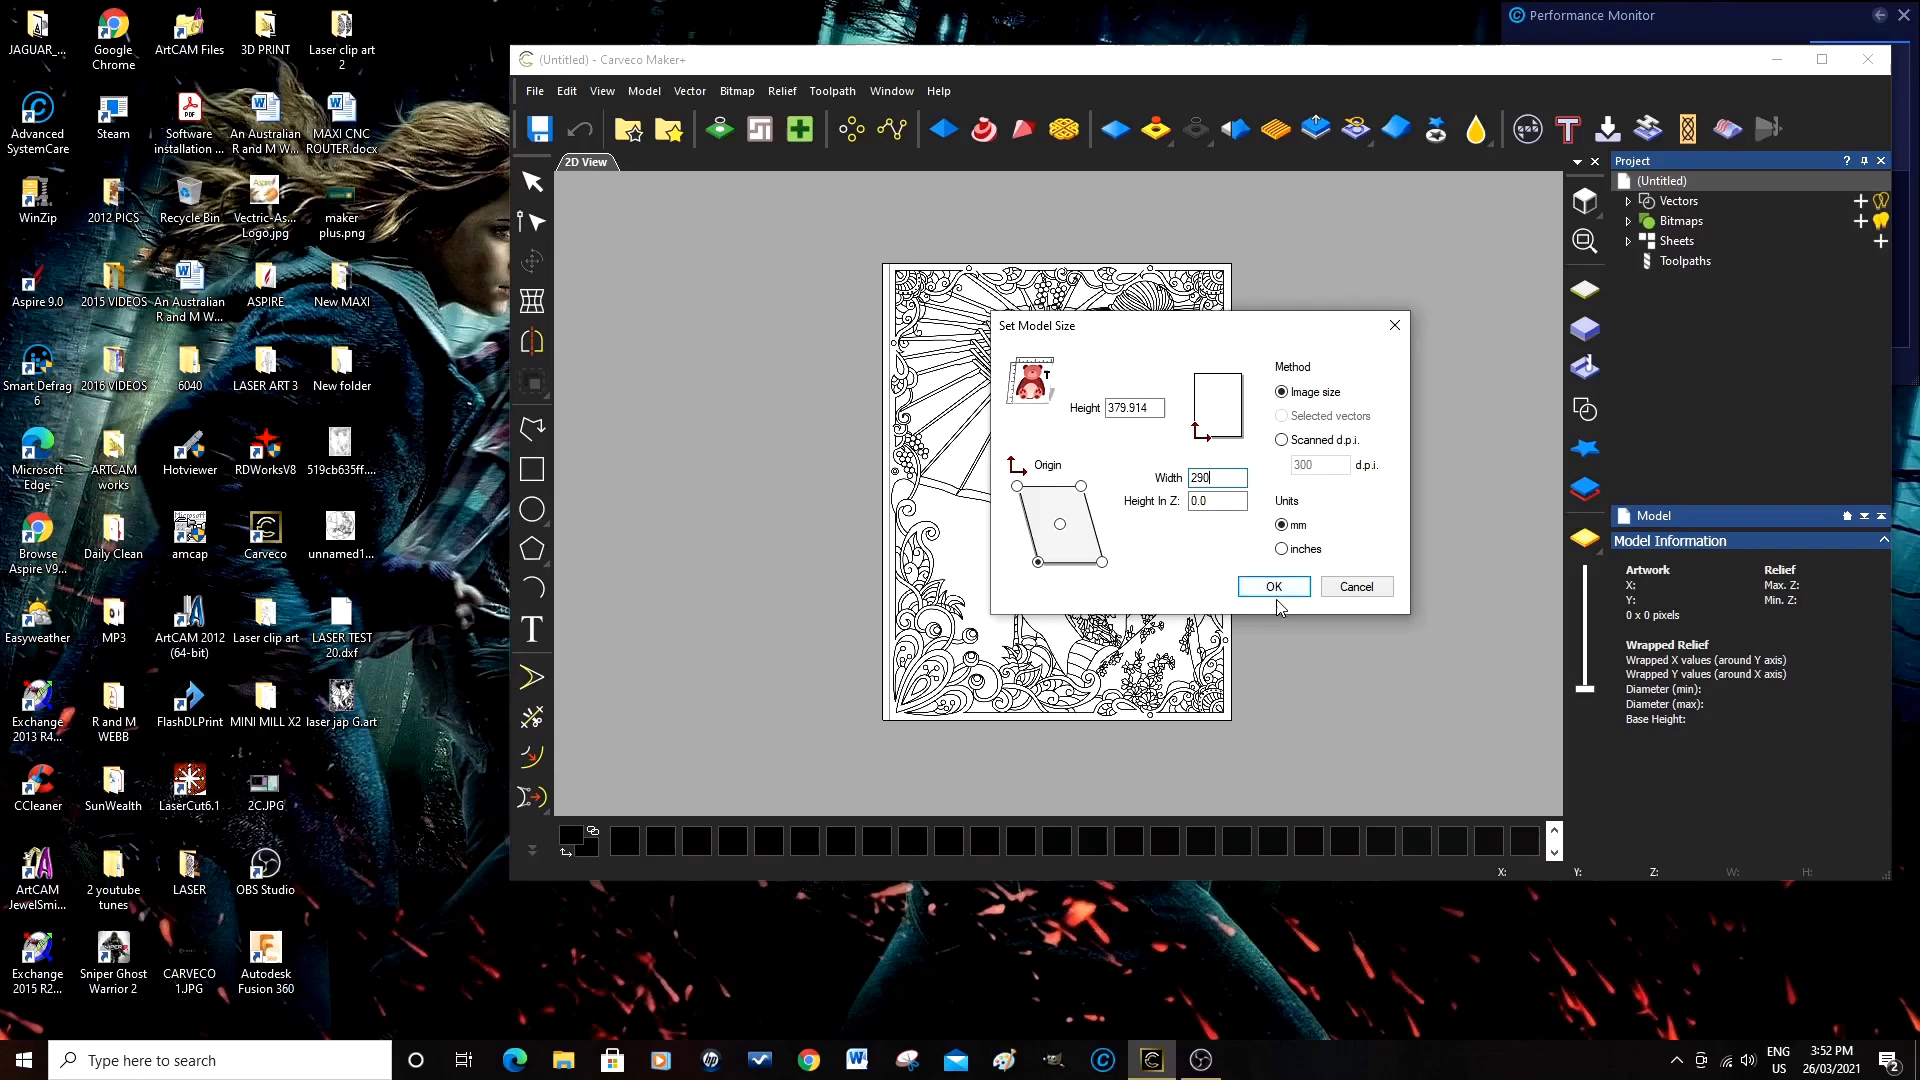 JAGUAR_...
Google Chrome
ArtCAM Files
3D PRINT
Laser clip art 2
Advanced SystemCare
Steam
Software installation ...
An Australian R and M W...
MAXI CNC ROUTER.docx
WinZip
2012 PICS
Recycle Bin
Vectric-As... Logo.jpg
maker plus.png
Aspire 9.0
2015 VIDEOS
An Australian R and M W...
ASPIRE
New MAXI
Smart Defrag 6
2016 VIDEOS
6040
LASER ART 3
New folder
Microsoft Edge
ARTCAM works
Hotviewer
RDWorksV8
519cb635ff....
Browse Aspire V9...
Daily Clean
amcap
Carveco
unnamed1...
Easyweather
MP3
ArtCAM 2012 (64-bit)
Laser clip art
LASER TEST 20.dxf
Exchange 2013 R4...
R and M WEBB
FlashDLPrint
MINI MILL X2
laser jap G.art
CCleaner
SunWealth
LaserCut6.1
2C.JPG
ArtCAM JewelSmi...
2 youtube tunes
LASER
OBS Studio
Exchange 2015 R2...
Sniper Ghost Warrior 2
CARVECO 1.JPG
Autodesk Fusion 360
Performance Monitor
(Untitled) - Carveco Maker+
File Edit View Model Vector Bitmap Relief Toolpath Window Help
2D View
Set Model Size
Height 379.914
Origin
Width 290
Height In Z: 0.0
Method
Image size
Selected vectors
Scanned d.p.i.
300 d.p.i.
Units
mm
inches
OK Cancel
Project
(Untitled)
Vectors
Bitmaps
Sheets
Toolpaths
Model
Model Information
Artwork Relief
X: Max. Z:
Y: Min. Z:
0 x 0 pixels
Wrapped Relief
Wrapped X values (around Y axis)
Wrapped Y values (around X axis)
Diameter (min):
Diameter (max):
Base Height:
X: Y: Z: W: H:
Type here to search
ENG US
3:52 PM
26/03/2021
2